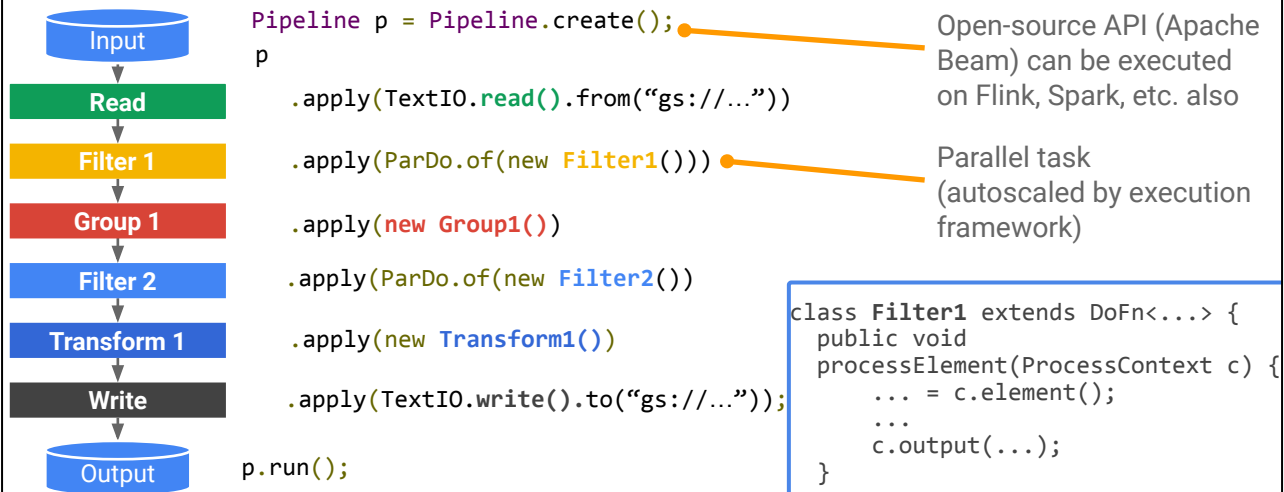 Input
Read
Filter 1
Group 1
Filter 2
Transform 1
Write
Output
Pipeline p = Pipeline.create();
p
.apply(TextIO.read().from(“gs://…”))
.apply(ParDo.of(new Filter1()))
.apply(new Group1())
.apply(ParDo.of(new Filter2())
.apply(new Transform1())
.apply(TextIO.write().to(“gs://…”));
p.run();
Open-source API (Apache
Beam) can be executed
on Flink, Spark, etc. also
Parallel task
(autoscaled by execution
framework)
class Filter1 extends DoFn<...> {
public void
processElement(ProcessContext c) {
... = c.element();
...
c.output(...);
}